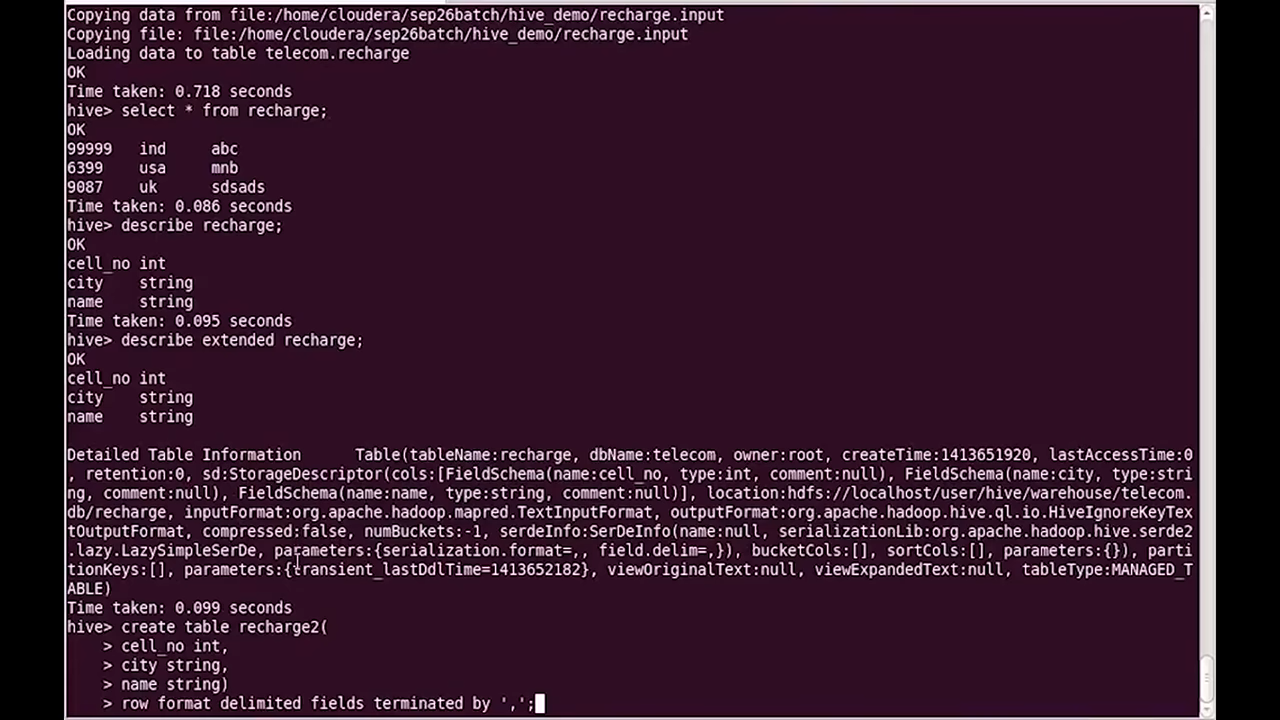 Copying data from file:/home/cloudera/sep26batch/hive_demo/recharge.input
Copying file: file:/home/cloudera/sep26batch/hive_demo/recharge.input
Loading data to table telecom.recharge
OK
Time taken: 0.718 seconds
hive> select * from recharge;
OK
99999 ind abc
6399 usa mnb
9087 uk sdsads
Time taken: 0.086 seconds
hive> describe recharge;
OK
cell_no int
city string
name string
Time taken: 0.095 seconds
hive> describe extended recharge;
OK
cell_no int
city string
name string
Detailed Table Information Table(tableName:recharge, dbName:telecom, owner:root, createTime:1413651920, lastAccessTime:0
, retention:0, sd:StorageDescriptor(cols:[FieldSchema(name:cell_no, type:int, comment:null), FieldSchema(name:city, type:stri
ng, comment:null), FieldSchema(name:name, type:string, comment:null)], location:hdfs://localhost/user/hive/warehouse/telecom.
db/recharge, inputFormat:org.apache.hadoop.mapred.TextInputFormat, outputFormat:org.apache.hadoop.hive.ql.io.HiveIgnoreKeyTex
tOutputFormat, compressed:false, numBuckets:-1, serdeInfo:SerDeInfo(name:null, serializationLib:org.apache.hadoop.hive.serde2
.lazy.LazySimpleSerDe, parameters:{serialization.format=,, field.delim=,}), bucketCols:[], sortCols:[], parameters:{}), parti
tionKeys:[], parameters:{transient_lastDdlTime=1413652182}, viewOriginalText:null, viewExpandedText:null, tableType:MANAGED_T
ABLE)
Time taken: 0.099 seconds
hive> create table recharge2(
> cell_no int,
> city string,
> name string)
> row format delimited fields terminated by ',';